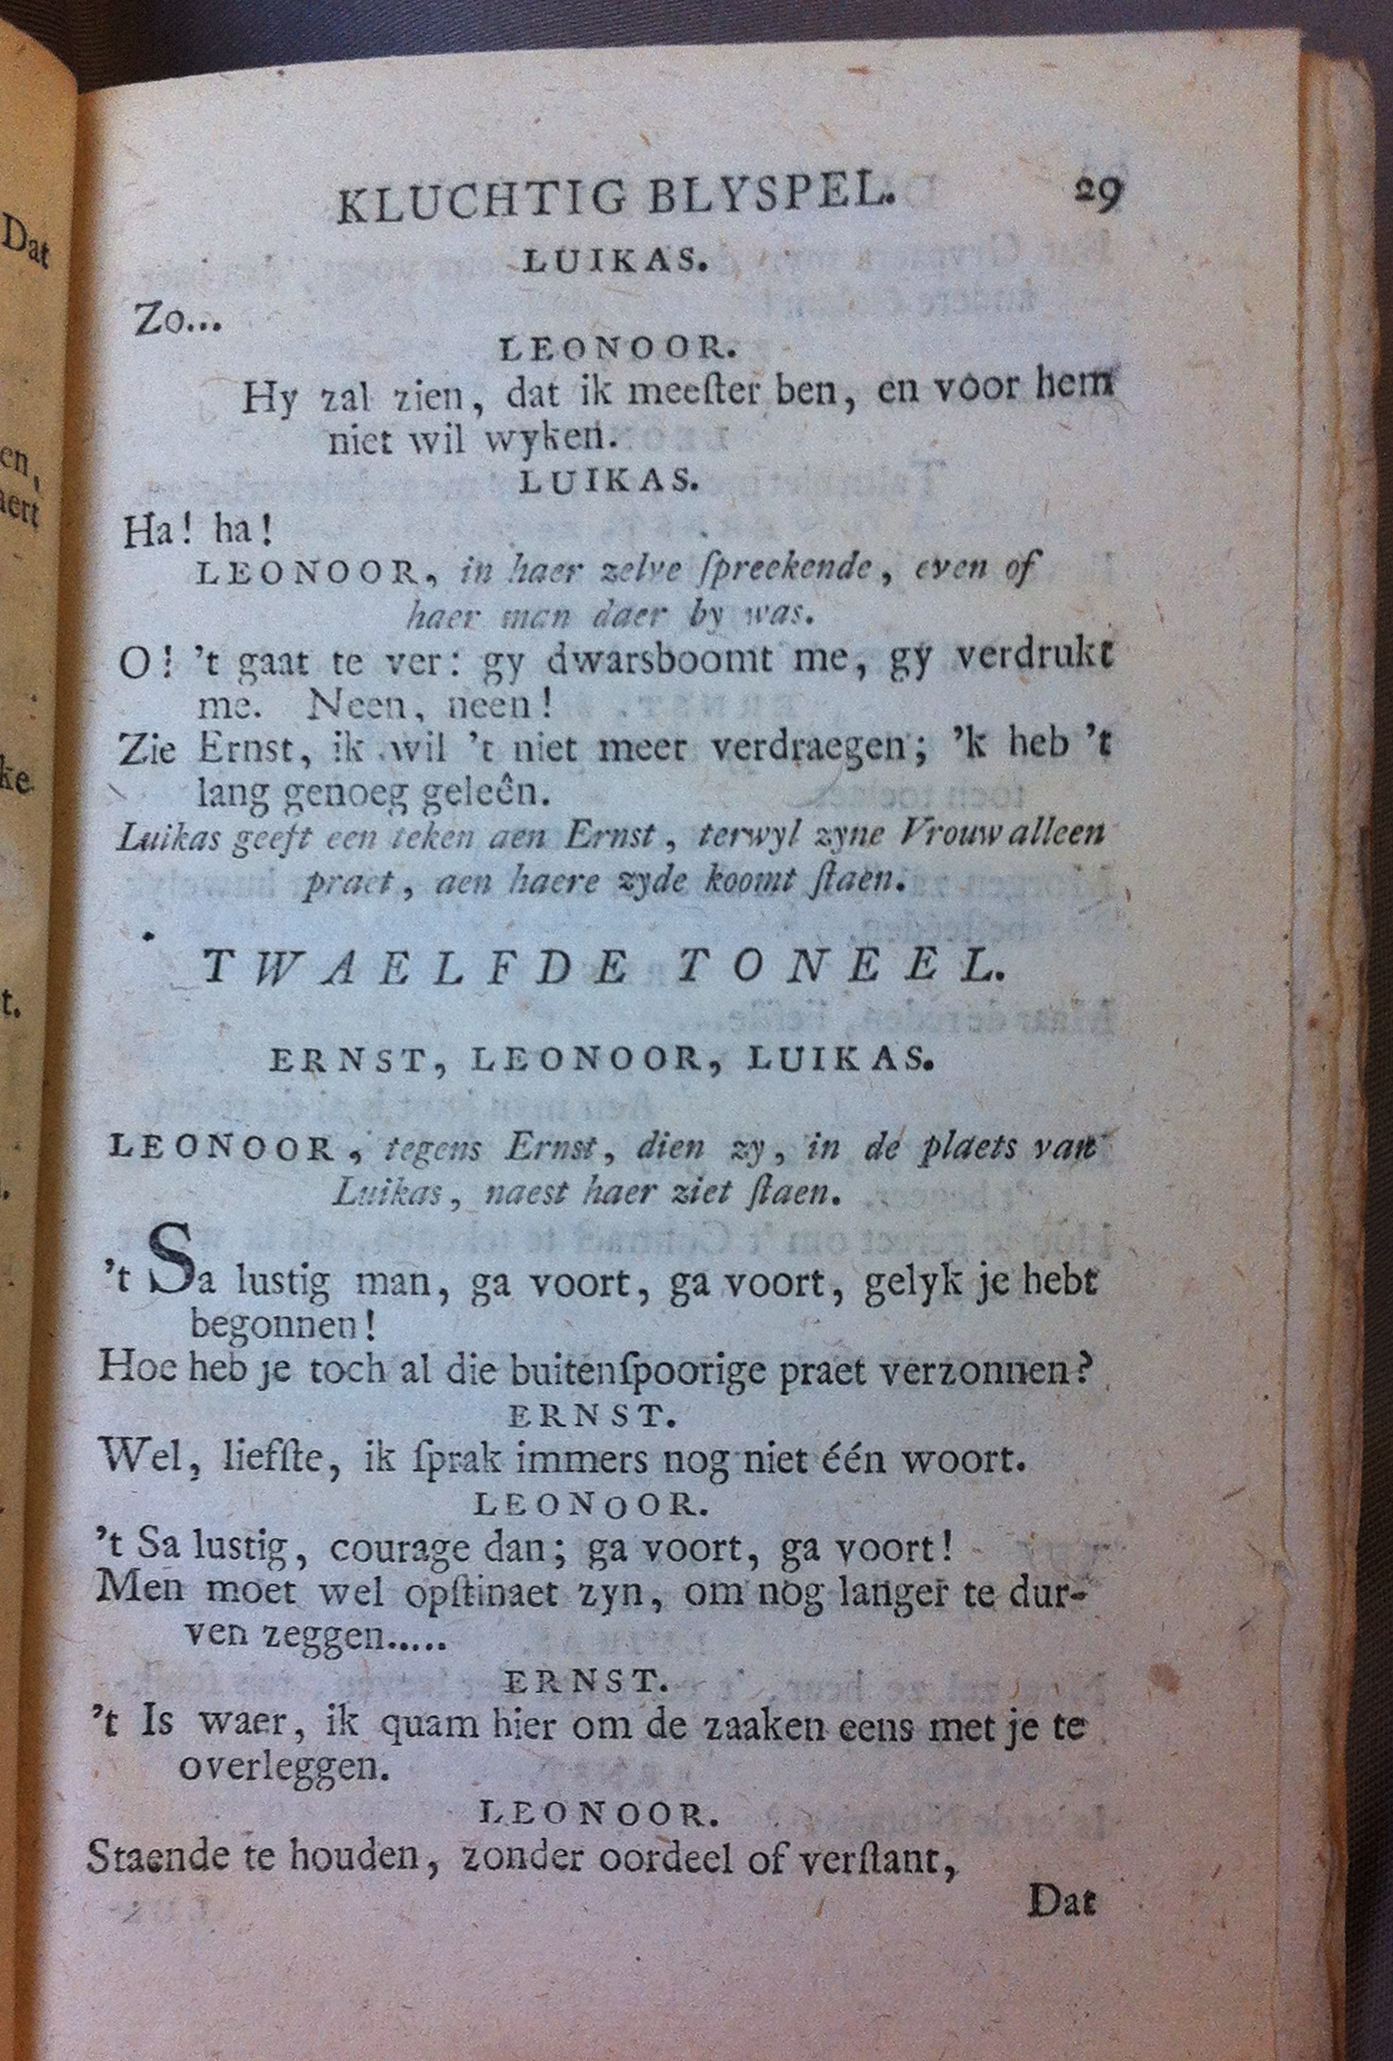 KLUCHTIG BLYSPEL. 29
LUIKAS.
Zo...
LEONOOR.
Hy zal zien, dat ik meeſter ben, en voor hem
niet wil wyken.
LUIKAS.
Ha! ha!
LEONOOR, in haer zelve ſpreekende, even of
haer man daer by was.
O! 't gaat te ver: gy dwarsboomt me, gy verdrukt
me. Neen, neen!
Zie Ernst, ik wil 't niet meer verdraegen; 'k heb 't
lang genoeg geleên.
Luikas geeft een teken aen Ernst, terwyl zyne Vrouw alleen
praet, aen haere zyde koomt ſtaen.
TWAELFDE TONEEL.
ERNST, LEONOOR, LUIKAS.
LEONOOR, tegens Ernst, dien zy, in de plaets van
Luikas, naest haer ziet ſtaen.
't Sa lustig man, ga voort, ga voort, gelyk je hebt
begonnen!
Hoe heb je toch al die buitenſpoorige praet verzonnen?
ERNST.
Wel, liefſte, ik ſprak immers nog niet één woort.
LEONOOR.
't Sa lustig, courage dan; ga voort, ga voort!
Men moet wel opſtinaet zyn, om nog langer te dur-
ven zeggen.....
ERNST.
't Is waer, ik quam hier om de zaaken eens met je te
overleggen.
LEONOOR.
Staende te houden, zonder oordeel of verſtant,
Dat
Dat
en,
aert
ke
t.